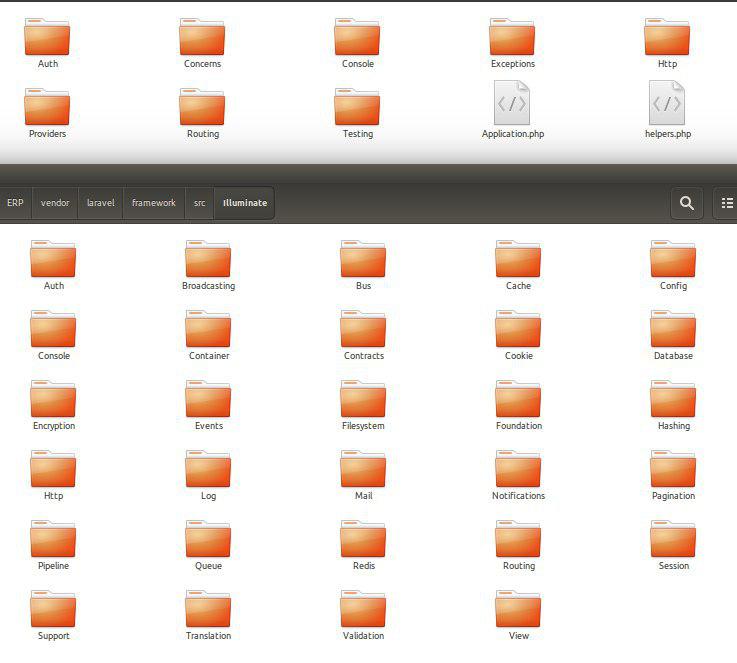 Auth Concerns Console Exceptions Http
Providers Routing Testing Application.php helpers.php
ERP vendor laravel framework src Illuminate
Auth Broadcasting Bus Cache Config
Console Container Contracts Cookie Database
Encryption Events Filesystem Foundation Hashing
Http Log Mail Notifications Pagination
Pipeline Queue Redis Routing Session
Support Translation Validation View